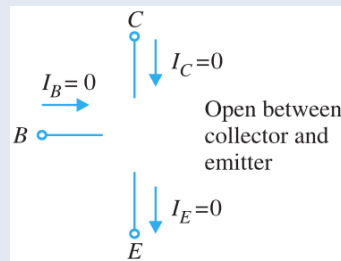 C
I_C=0
I_B=0
Open between
collector and
emitter
B
I_E=0
E